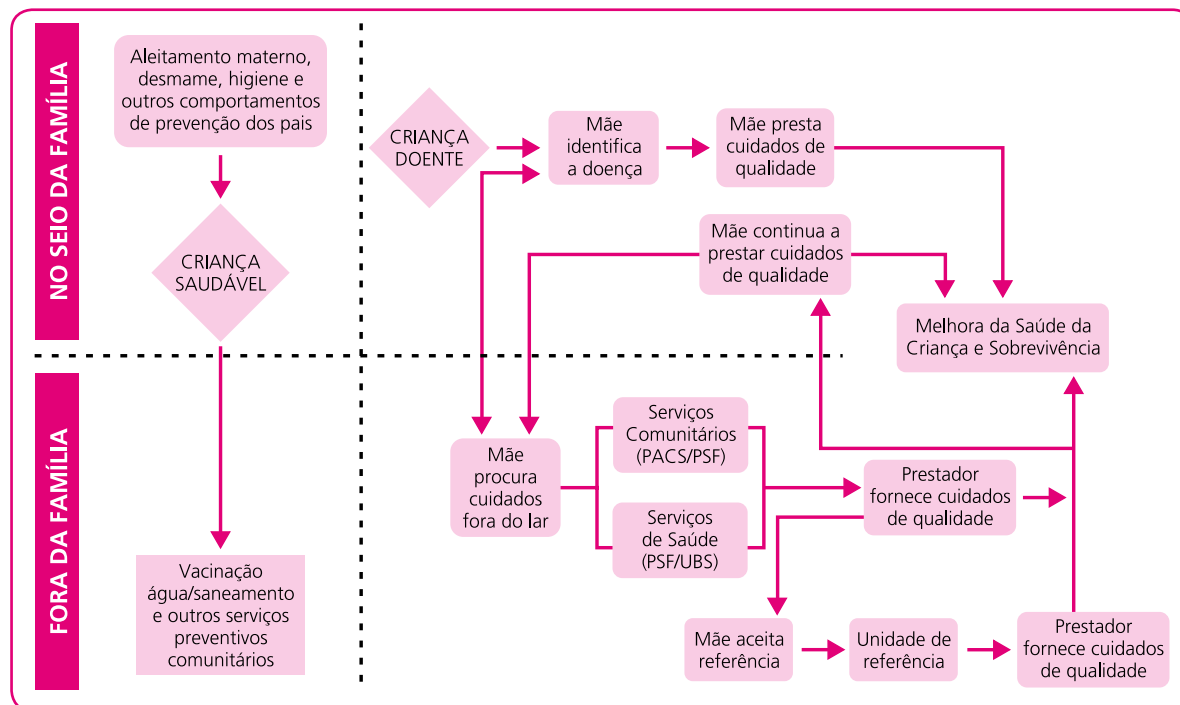 NO SEIO DA FAMÍLIA
Aleitamento materno,
desmame, higiene e
outros comportamentos
de prevenção dos pais
CRIANÇA
SAUDÁVEL
CRIANÇA
DOENTE
Mãe
identifica
a doença
Mãe presta
cuidados de
qualidade
Mãe continua a
prestar cuidados
de qualidade
Melhora da Saúde da
Criança e Sobrevivência
FORA DA FAMÍLIA
Vacinação
água/saneamento
e outros serviços
preventivos
comunitários
Mãe
procura
cuidados
fora do lar
Serviços
Comunitários
(PACS/PSF)
Serviços
de Saúde
(PSF/UBS)
Prestador
fornece cuidados
de qualidade
Mãe aceita
referência
Unidade de
referência
Prestador
fornece cuidados
de qualidade